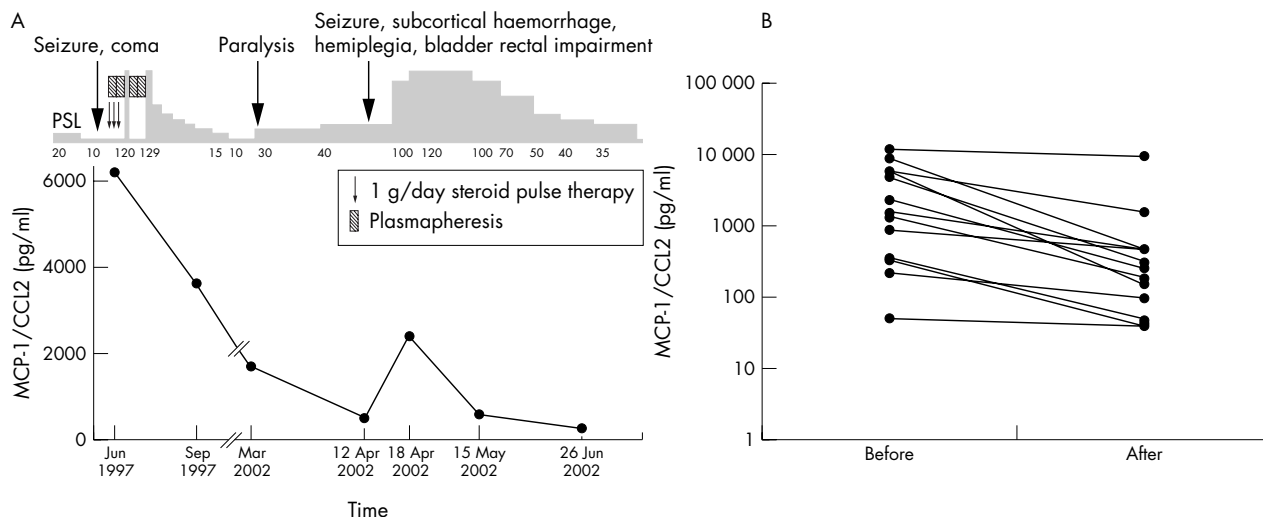 A
Seizure, coma
Paralysis
Seizure, subcortical haemorrhage,
hemiplegia, bladder rectal impairment
PSL
20 10 120 129 15 10 30 40 100 120 100 70 50 40 35
1 g/day steroid pulse therapy
Plasmapheresis
MCP-1/CCL2 (pg/ml)
6000
4000
2000
0
Jun Sep Mar 12 Apr 18 Apr 15 May 26 Jun
1997 1997 2002 2002 2002 2002 2002
Time
B
MCP-1/CCL2 (pg/ml)
100 000
10 000
1000
100
10
1
Before After